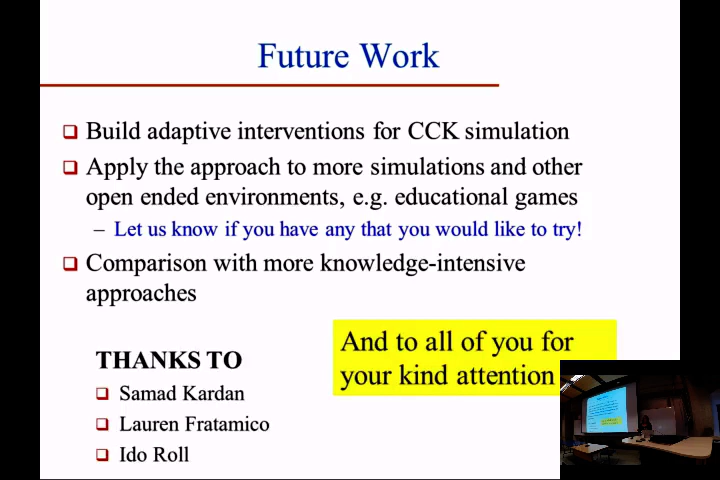 Future Work
Build adaptive interventions for CCK simulation
Apply the approach to more simulations and other
open ended environments, e.g. educational games
– Let us know if you have any that you would like to try!
Comparison with more knowledge-intensive
approaches
THANKS TO
Samad Kardan
Lauren Fratamico
Ido Roll
And to all of you for
your kind attention